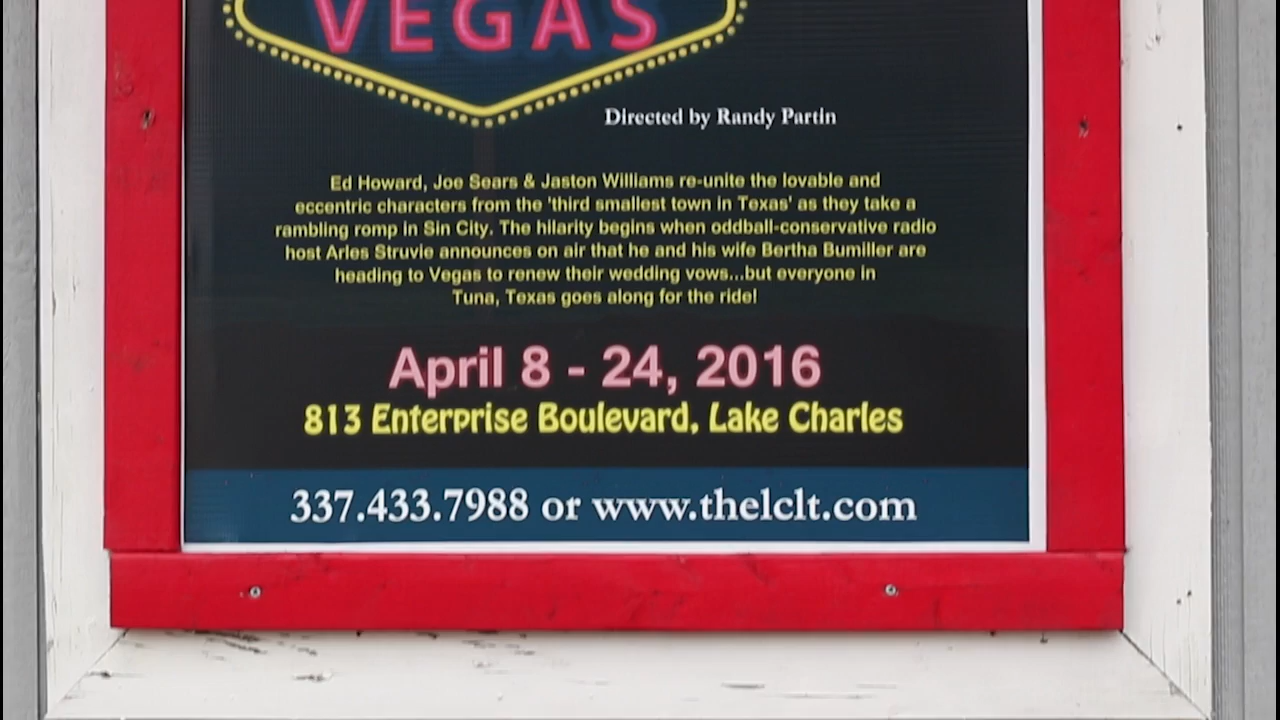 VEGAS
Directed by Randy Partin
Ed Howard, Joe Sears & Jaston Williams re-unite the lovable and
eccentric characters from the 'third smallest town in Texas' as they take a
rambling romp in Sin City. The hilarity begins when oddball-conservative radio
host Arles Struvie announces on air that he and his wife Bertha Bumiller are
heading to Vegas to renew their wedding vows...but everyone in
Tuna, Texas goes along for the ride!
April 8 - 24, 2016
813 Enterprise Boulevard, Lake Charles
337.433.7988 or www.thelclt.com